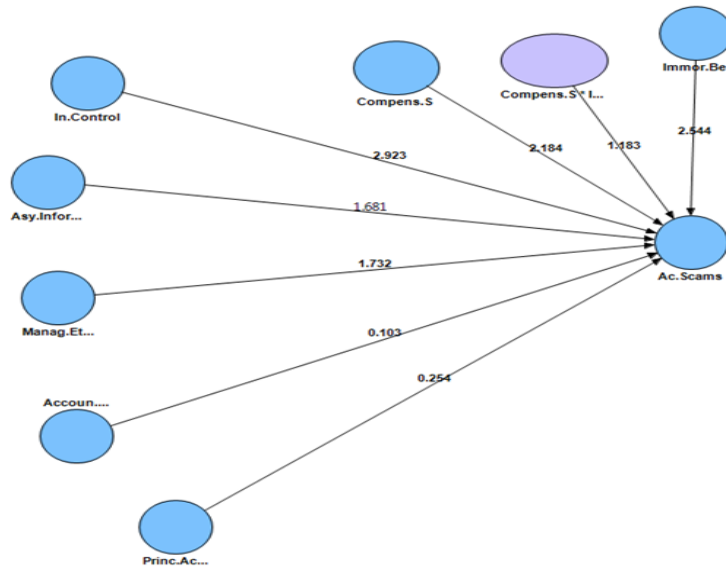 Immor.Be
Compens.S
Compens.S * I...
In.Control
2.544
1.183
2.184
2.923
Asy.Infor...
1.681
1.732
Ac.Scams
Manag.Et...
0.103
0.254
Accoun....
Princ.Ac...